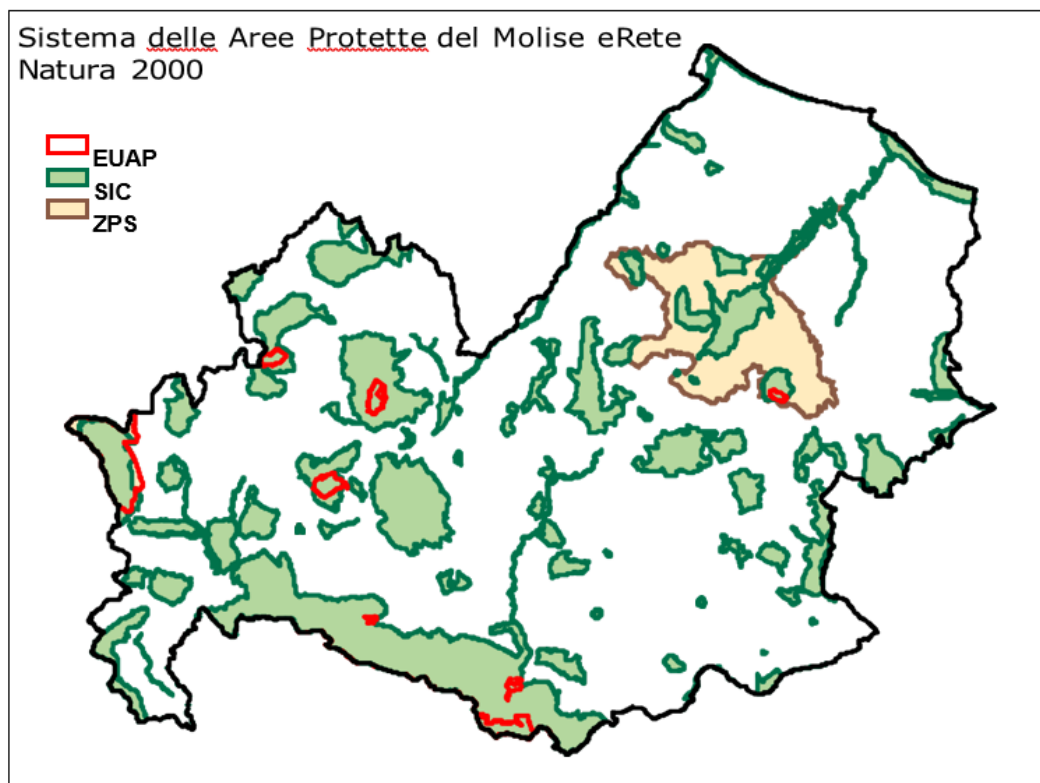 Sistema delle Aree Protette del Molise eRete
Natura 2000
EUAP
SIC
ZPS